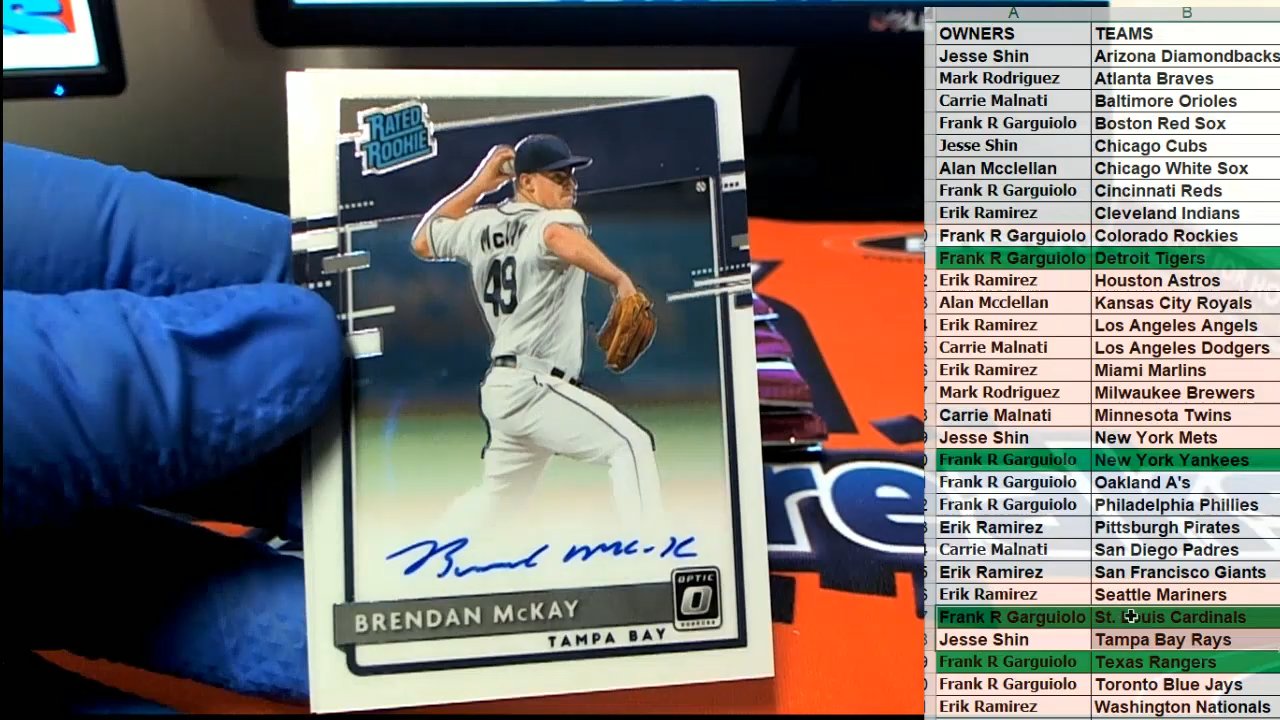 RATED
ROOKIE
49
BRENDAN McKAY
TAMPA BAY
OPTIC
A B
OWNERS TEAMS
Jesse Shin Arizona Diamondbacks
Mark Rodriguez Atlanta Braves
Carrie Malnati Baltimore Orioles
Frank R Garguiolo Boston Red Sox
Jesse Shin Chicago Cubs
Alan Mcclellan Chicago White Sox
Frank R Garguiolo Cincinnati Reds
Erik Ramirez Cleveland Indians
Frank R Garguiolo Colorado Rockies
Frank R Garguiolo Detroit Tigers
Erik Ramirez Houston Astros
Alan Mcclellan Kansas City Royals
Erik Ramirez Los Angeles Angels
Carrie Malnati Los Angeles Dodgers
Erik Ramirez Miami Marlins
Mark Rodriguez Milwaukee Brewers
Carrie Malnati Minnesota Twins
Jesse Shin New York Mets
Frank R Garguiolo New York Yankees
Frank R Garguiolo Oakland A's
Frank R Garguiolo Philadelphia Phillies
Erik Ramirez Pittsburgh Pirates
Carrie Malnati San Diego Padres
Erik Ramirez San Francisco Giants
Erik Ramirez Seattle Mariners
Frank R Garguiolo St. Louis Cardinals
Jesse Shin Tampa Bay Rays
Frank R Garguiolo Texas Rangers
Frank R Garguiolo Toronto Blue Jays
Erik Ramirez Washington Nationals